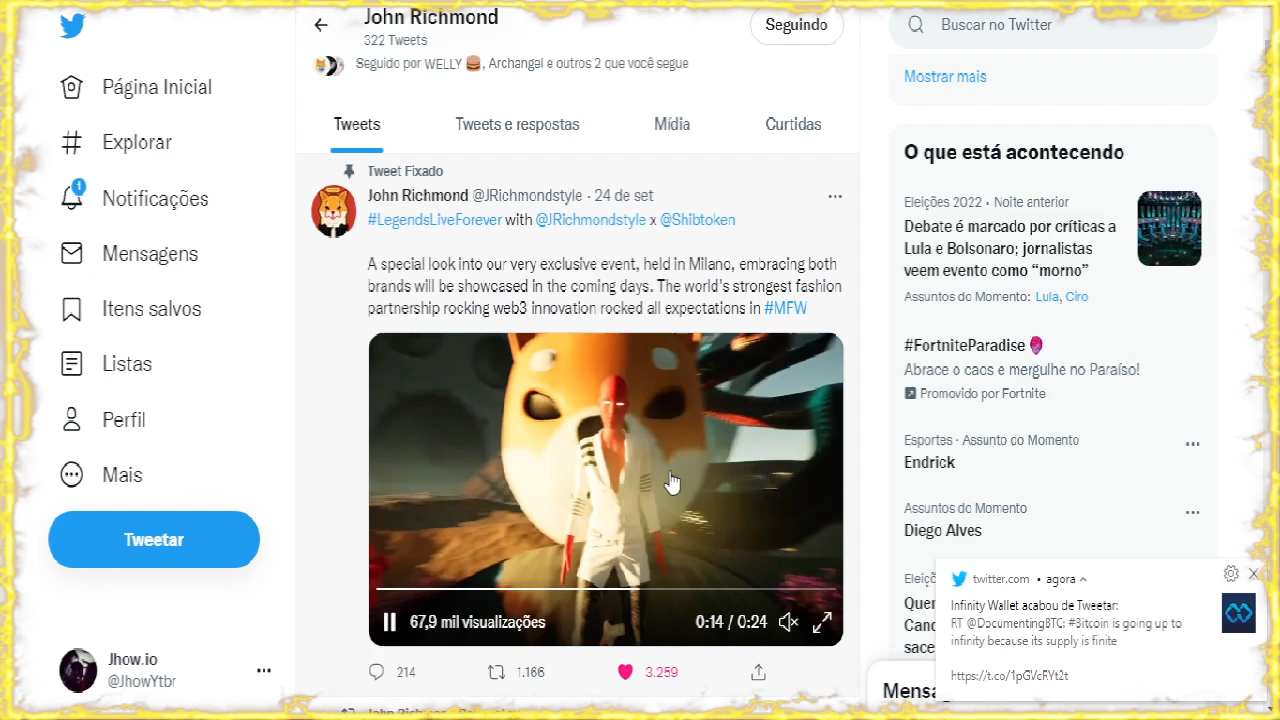 Página Inicial
Explorar
1
Notificações
Mensagens
Itens salvos
Listas
Perfil
Mais
Tweetar
Jhow.io
@JhowYtbr
John Richmond
322 Tweets
Seguindo
Seguido por WELLY 🍔, Archangel e outros 2 que você segue
Tweets
Tweets e respostas
Mídia
Curtidas
Tweet Fixado
John Richmond @JRichmondstyle · 24 de set
#LegendsLiveForever with @JRichmondstyle x @Shibtoken
A special look into our very exclusive event, held in Milano, embracing both
brands will be showcased in the coming days. The world's strongest fashion
partnership rocking web3 innovation rocked all expectations in #MFW
67,9 mil visualizações
0:14 / 0:24
214
1.166
3.259
Buscar no Twitter
Mostrar mais
O que está acontecendo
Eleições 2022 · Noite anterior
Debate é marcado por críticas a
Lula e Bolsonaro; jornalistas
veem evento como “morno”
Assuntos do Momento: Lula, Ciro
#FortniteParadise
Abrace o caos e mergulhe no Paraíso!
Promovido por Fortnite
Esportes · Assunto do Momento
Endrick
Assuntos do Momento
Diego Alves
twitter.com • agora
Infinity Wallet acabou de Tweetar:
RT @DocumentingBTC: #Bitcoin is going up to
infinity because its supply is finite
https://t.co/1pGVcRYt2t